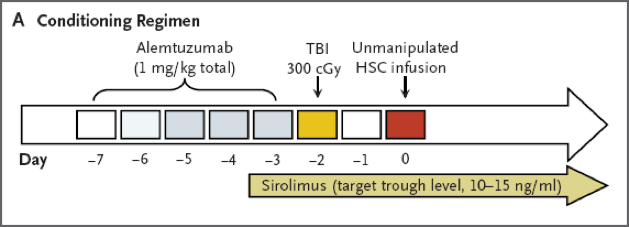 A Conditioning Regimen
Alemtuzumab
(1 mg/kg total)
TBI
300 cGy
Unmanipulated
HSC infusion
Day –7 –6 –5 –4 –3 –2 –1 0
Sirolimus (target trough level, 10–15 ng/ml)